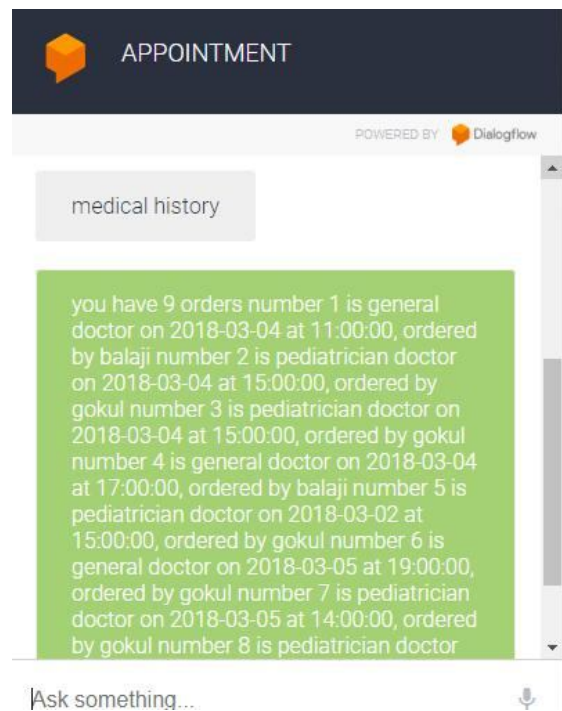 APPOINTMENT
POWERED BY Dialogflow
medical history
you have 9 orders number 1 is general
doctor on 2018-03-04 at 11:00:00, ordered
by balaji number 2 is pediatrician doctor
on 2018-03-04 at 15:00:00, ordered by
gokul number 3 is pediatrician doctor on
2018-03-04 at 15:00:00, ordered by gokul
number 4 is general doctor on 2018-03-04
at 17:00:00, ordered by balaji number 5 is
pediatrician doctor on 2018-03-02 at
15:00:00, ordered by gokul number 6 is
general doctor on 2018-03-05 at 19:00:00,
ordered by gokul number 7 is pediatrician
doctor on 2018-03-05 at 14:00:00, ordered
by gokul number 8 is pediatrician doctor
Ask something...